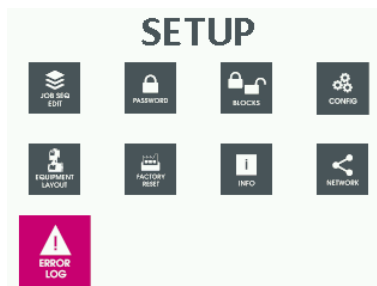 SETUP
JOB SEQ
EDIT
PASSWORD
BLOCKS
CONFIG
EQUIPMENT
LAYOUT
FACTORY
RESET
i
INFO
NETWORK
ERROR
LOG